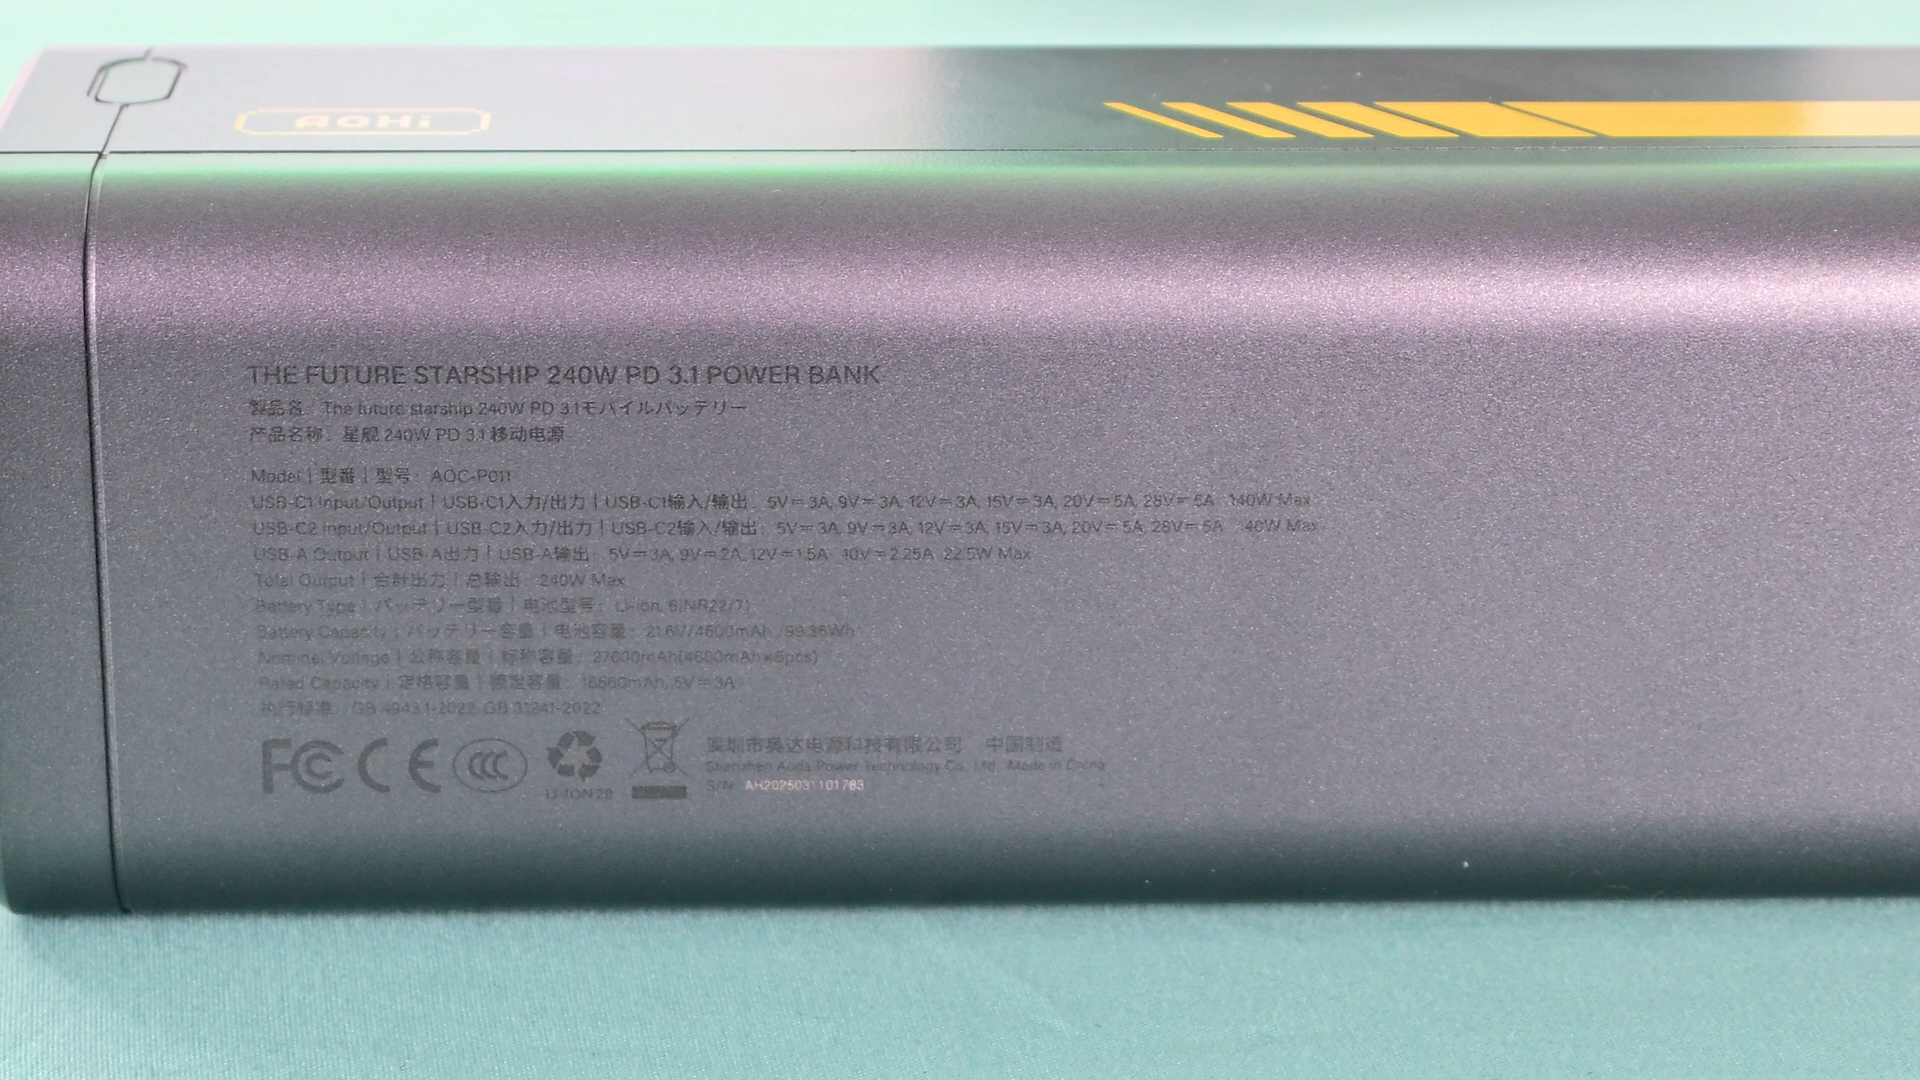 AOHi
THE FUTURE STARSHIP 240W PD 3.1 POWER BANK
製品名: The future starship 240W PD 3.1モバイルバッテリー
产品名称: 星舰 240W PD 3.1 移动电源
Model | 型番 | 型号: AOC-P011
USB-C1 Input/Output | USB-C1入力/出力 | USB-C1输入/输出: 5V⎓3A, 9V⎓3A, 12V⎓3A, 15V⎓3A, 20V⎓5A, 28V⎓5A 140W Max
USB-C2 Input/Output | USB-C2入力/出力 | USB-C2输入/输出: 5V⎓3A, 9V⎓3A, 12V⎓3A, 15V⎓3A, 20V⎓5A, 28V⎓5A 140W Max
USB-A Output | USB-A出力 | USB-A输出: 5V⎓3A, 9V⎓2A, 12V⎓1.5A 10V⎓2.25A 22.5W Max
Total Output | 合計出力 | 总输出: 240W Max
Battery Type | バッテリー型番 | 电池型号: Li-ion, 6INR22/71
Battery Capacity | バッテリー容量 | 电池容量: 21.6V/4600mAh 99.36Wh
Nominal Voltage | 公称容量 | 标称容量: 27600mAh(4600mAh×6pcs)
Rated Capacity | 定格容量 | 额定容量: 16560mAh, 5V⎓3A
执行标准: GB 4943.1-2022 GB 31241-2022
FC CE CCC
LI-ION 20
深圳市奥达电源科技有限公司 中国制造
Shenzhen Aoda Power Technology Co., Ltd. Made in China
S/N: AH2025031101783